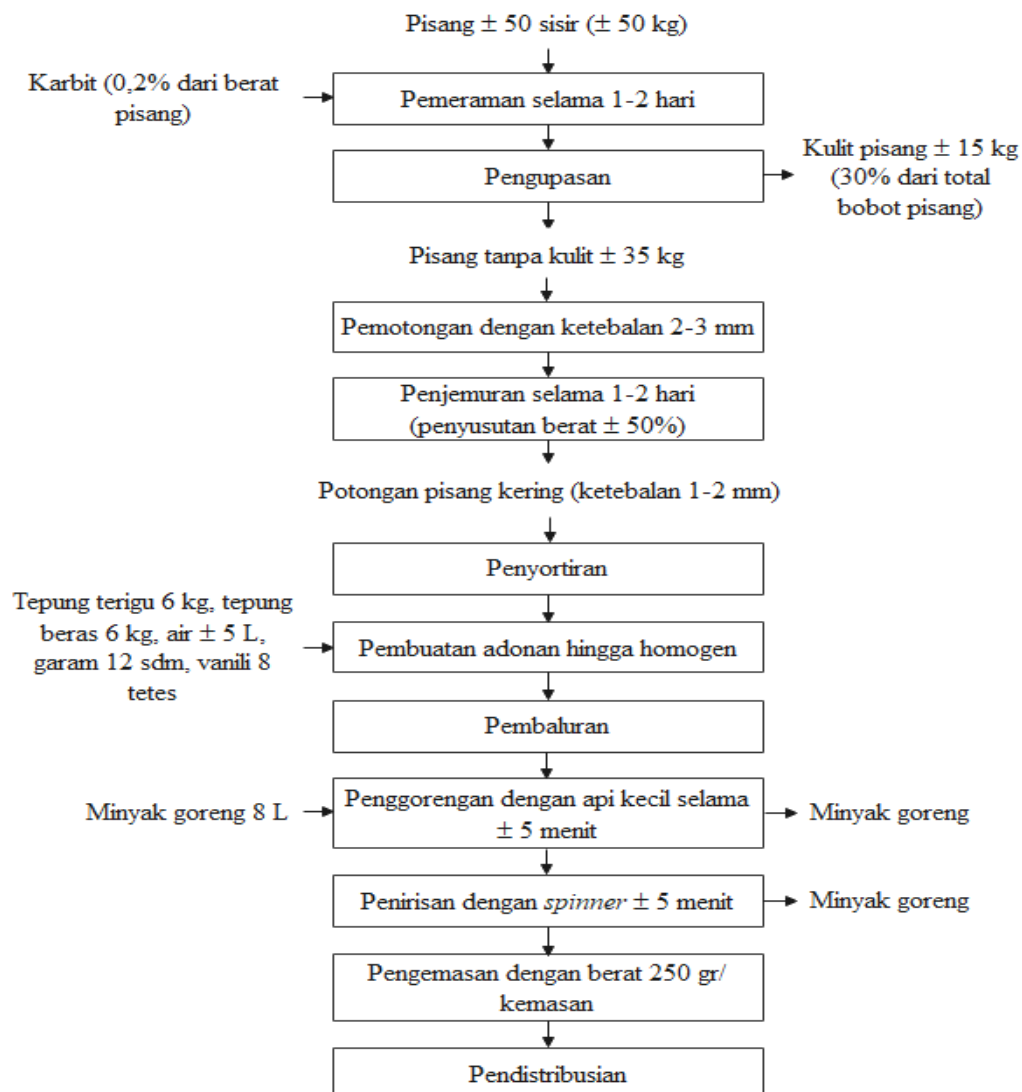 Pisang ± 50 sisir (± 50 kg)
Karbit (0,2% dari berat
pisang)
Pemeraman selama 1-2 hari
Pengupasan
Kulit pisang ± 15 kg
(30% dari total
bobot pisang)
Pisang tanpa kulit ± 35 kg
Pemotongan dengan ketebalan 2-3 mm
Penjemuran selama 1-2 hari
(penyusutan berat ± 50%)
Potongan pisang kering (ketebalan 1-2 mm)
Penyortiran
Tepung terigu 6 kg, tepung
beras 6 kg, air ± 5 L,
garam 12 sdm, vanili 8
tetes
Pembuatan adonan hingga homogen
Pembaluran
Minyak goreng 8 L
Penggorengan dengan api kecil selama
± 5 menit
Minyak goreng
Penirisan dengan spinner ± 5 menit
Minyak goreng
Pengemasan dengan berat 250 gr/
kemasan
Pendistribusian